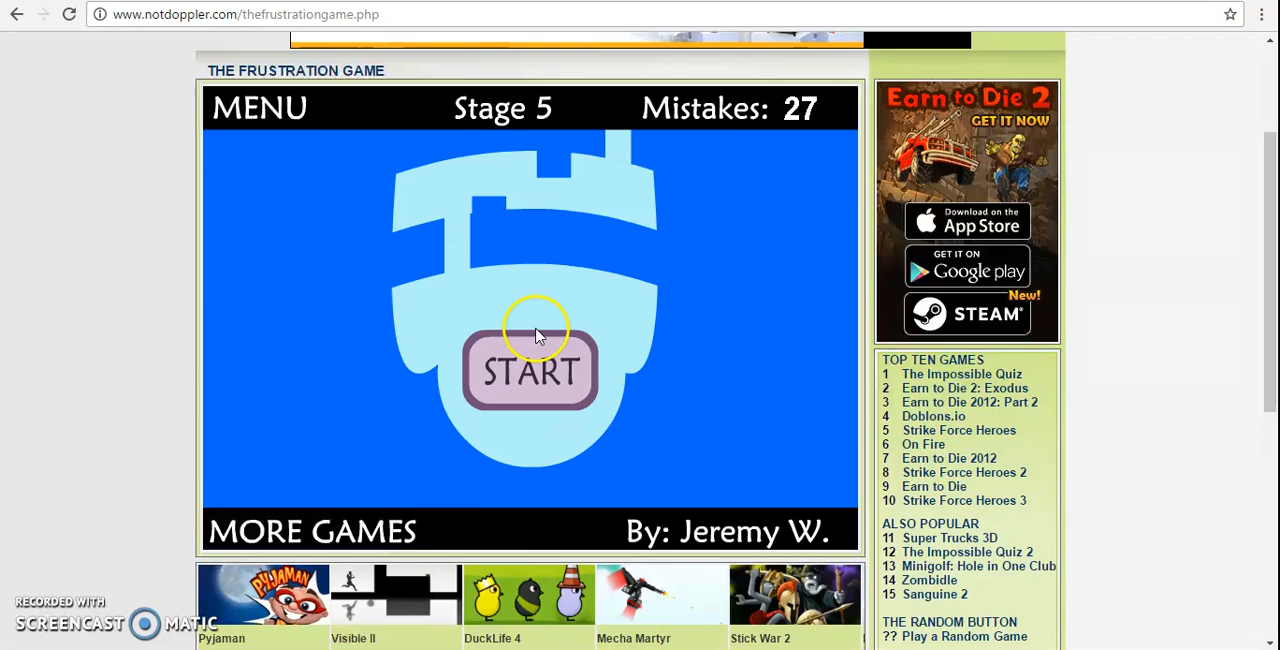 www.notdoppler.com/thefrustrationgame.php
THE FRUSTRATION GAME
MENU Stage 5 Mistakes: 27
START
MORE GAMES By: Jeremy W.
Earn to Die 2
GET IT NOW
Download on the
App Store
GET IT ON
Google play
New!
STEAM
TOP TEN GAMES
1 The Impossible Quiz
2 Earn to Die 2: Exodus
3 Earn to Die 2012: Part 2
4 Doblons.io
5 Strike Force Heroes
6 On Fire
7 Earn to Die 2012
8 Strike Force Heroes 2
9 Earn to Die
10 Strike Force Heroes 3
ALSO POPULAR
11 Super Trucks 3D
12 The Impossible Quiz 2
13 Minigolf: Hole in One Club
14 Zombidle
15 Sanguine 2
THE RANDOM BUTTON
?? Play a Random Game
PYJAMAN
Pyjaman Visible II DuckLife 4 Mecha Martyr Stick War 2
RECORDED WITH
SCREENCAST MATIC